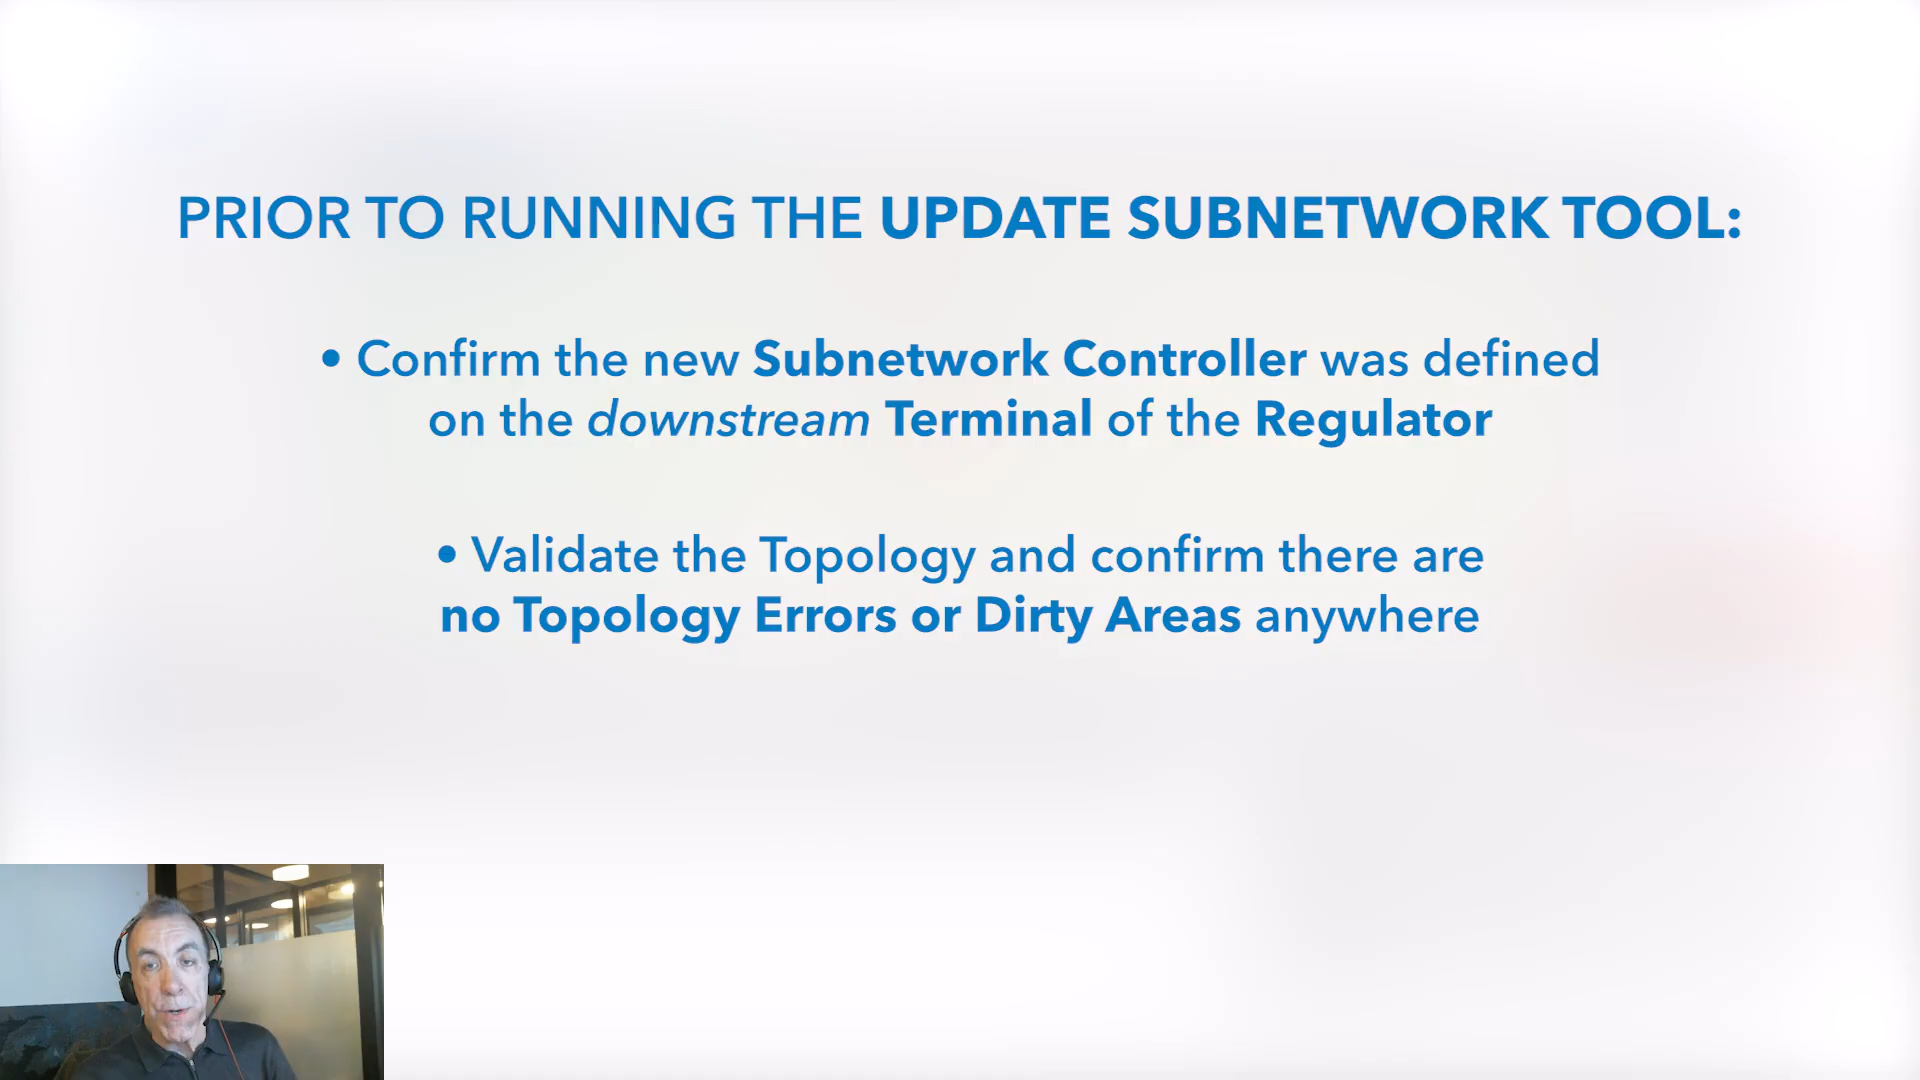 PRIOR TO RUNNING THE UPDATE SUBNETWORK TOOL:
• Confirm the new Subnetwork Controller was defined
on the downstream Terminal of the Regulator
• Validate the Topology and confirm there are
no Topology Errors or Dirty Areas anywhere